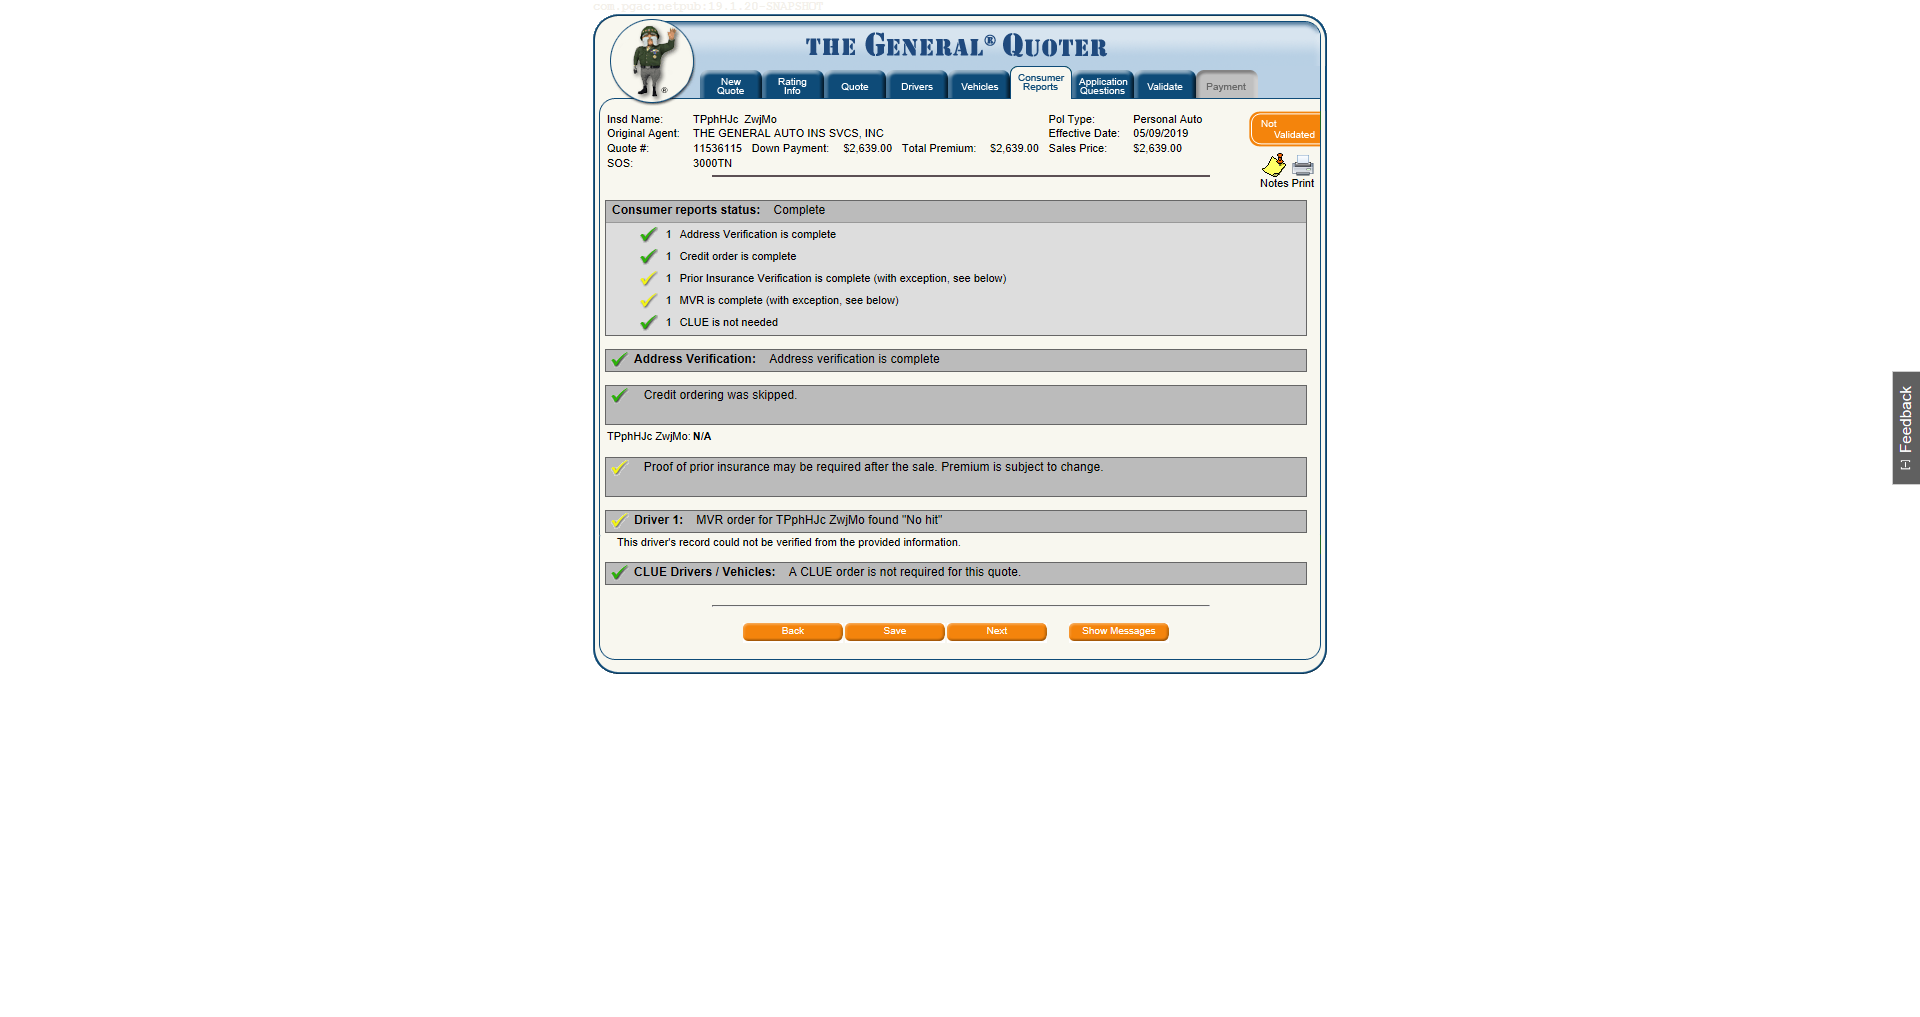 com.pgac:netpub:19.1.20-SNAPSHOT
THE GENERAL® QUOTER
New Quote
Rating Info
Quote
Drivers
Vehicles
Consumer Reports
Application Questions
Validate
Payment
Insd Name: TPphHJc ZwjMo Pol Type: Personal Auto
Not Validated
Original Agent: THE GENERAL AUTO INS SVCS, INC Effective Date: 05/09/2019
Quote #: 11536115 Down Payment: $2,639.00 Total Premium: $2,639.00 Sales Price: $2,639.00
SOS: 3000TN
Notes Print
Consumer reports status: Complete
1 Address Verification is complete
1 Credit order is complete
1 Prior Insurance Verification is complete (with exception, see below)
1 MVR is complete (with exception, see below)
1 CLUE is not needed
Address Verification: Address verification is complete
Credit ordering was skipped.
TPphHJc ZwjMo: N/A
Proof of prior insurance may be required after the sale. Premium is subject to change.
Driver 1: MVR order for TPphHJc ZwjMo found "No hit"
This driver's record could not be verified from the provided information.
CLUE Drivers / Vehicles: A CLUE order is not required for this quote.
Back Save Next Show Messages
[-] Feedback
®